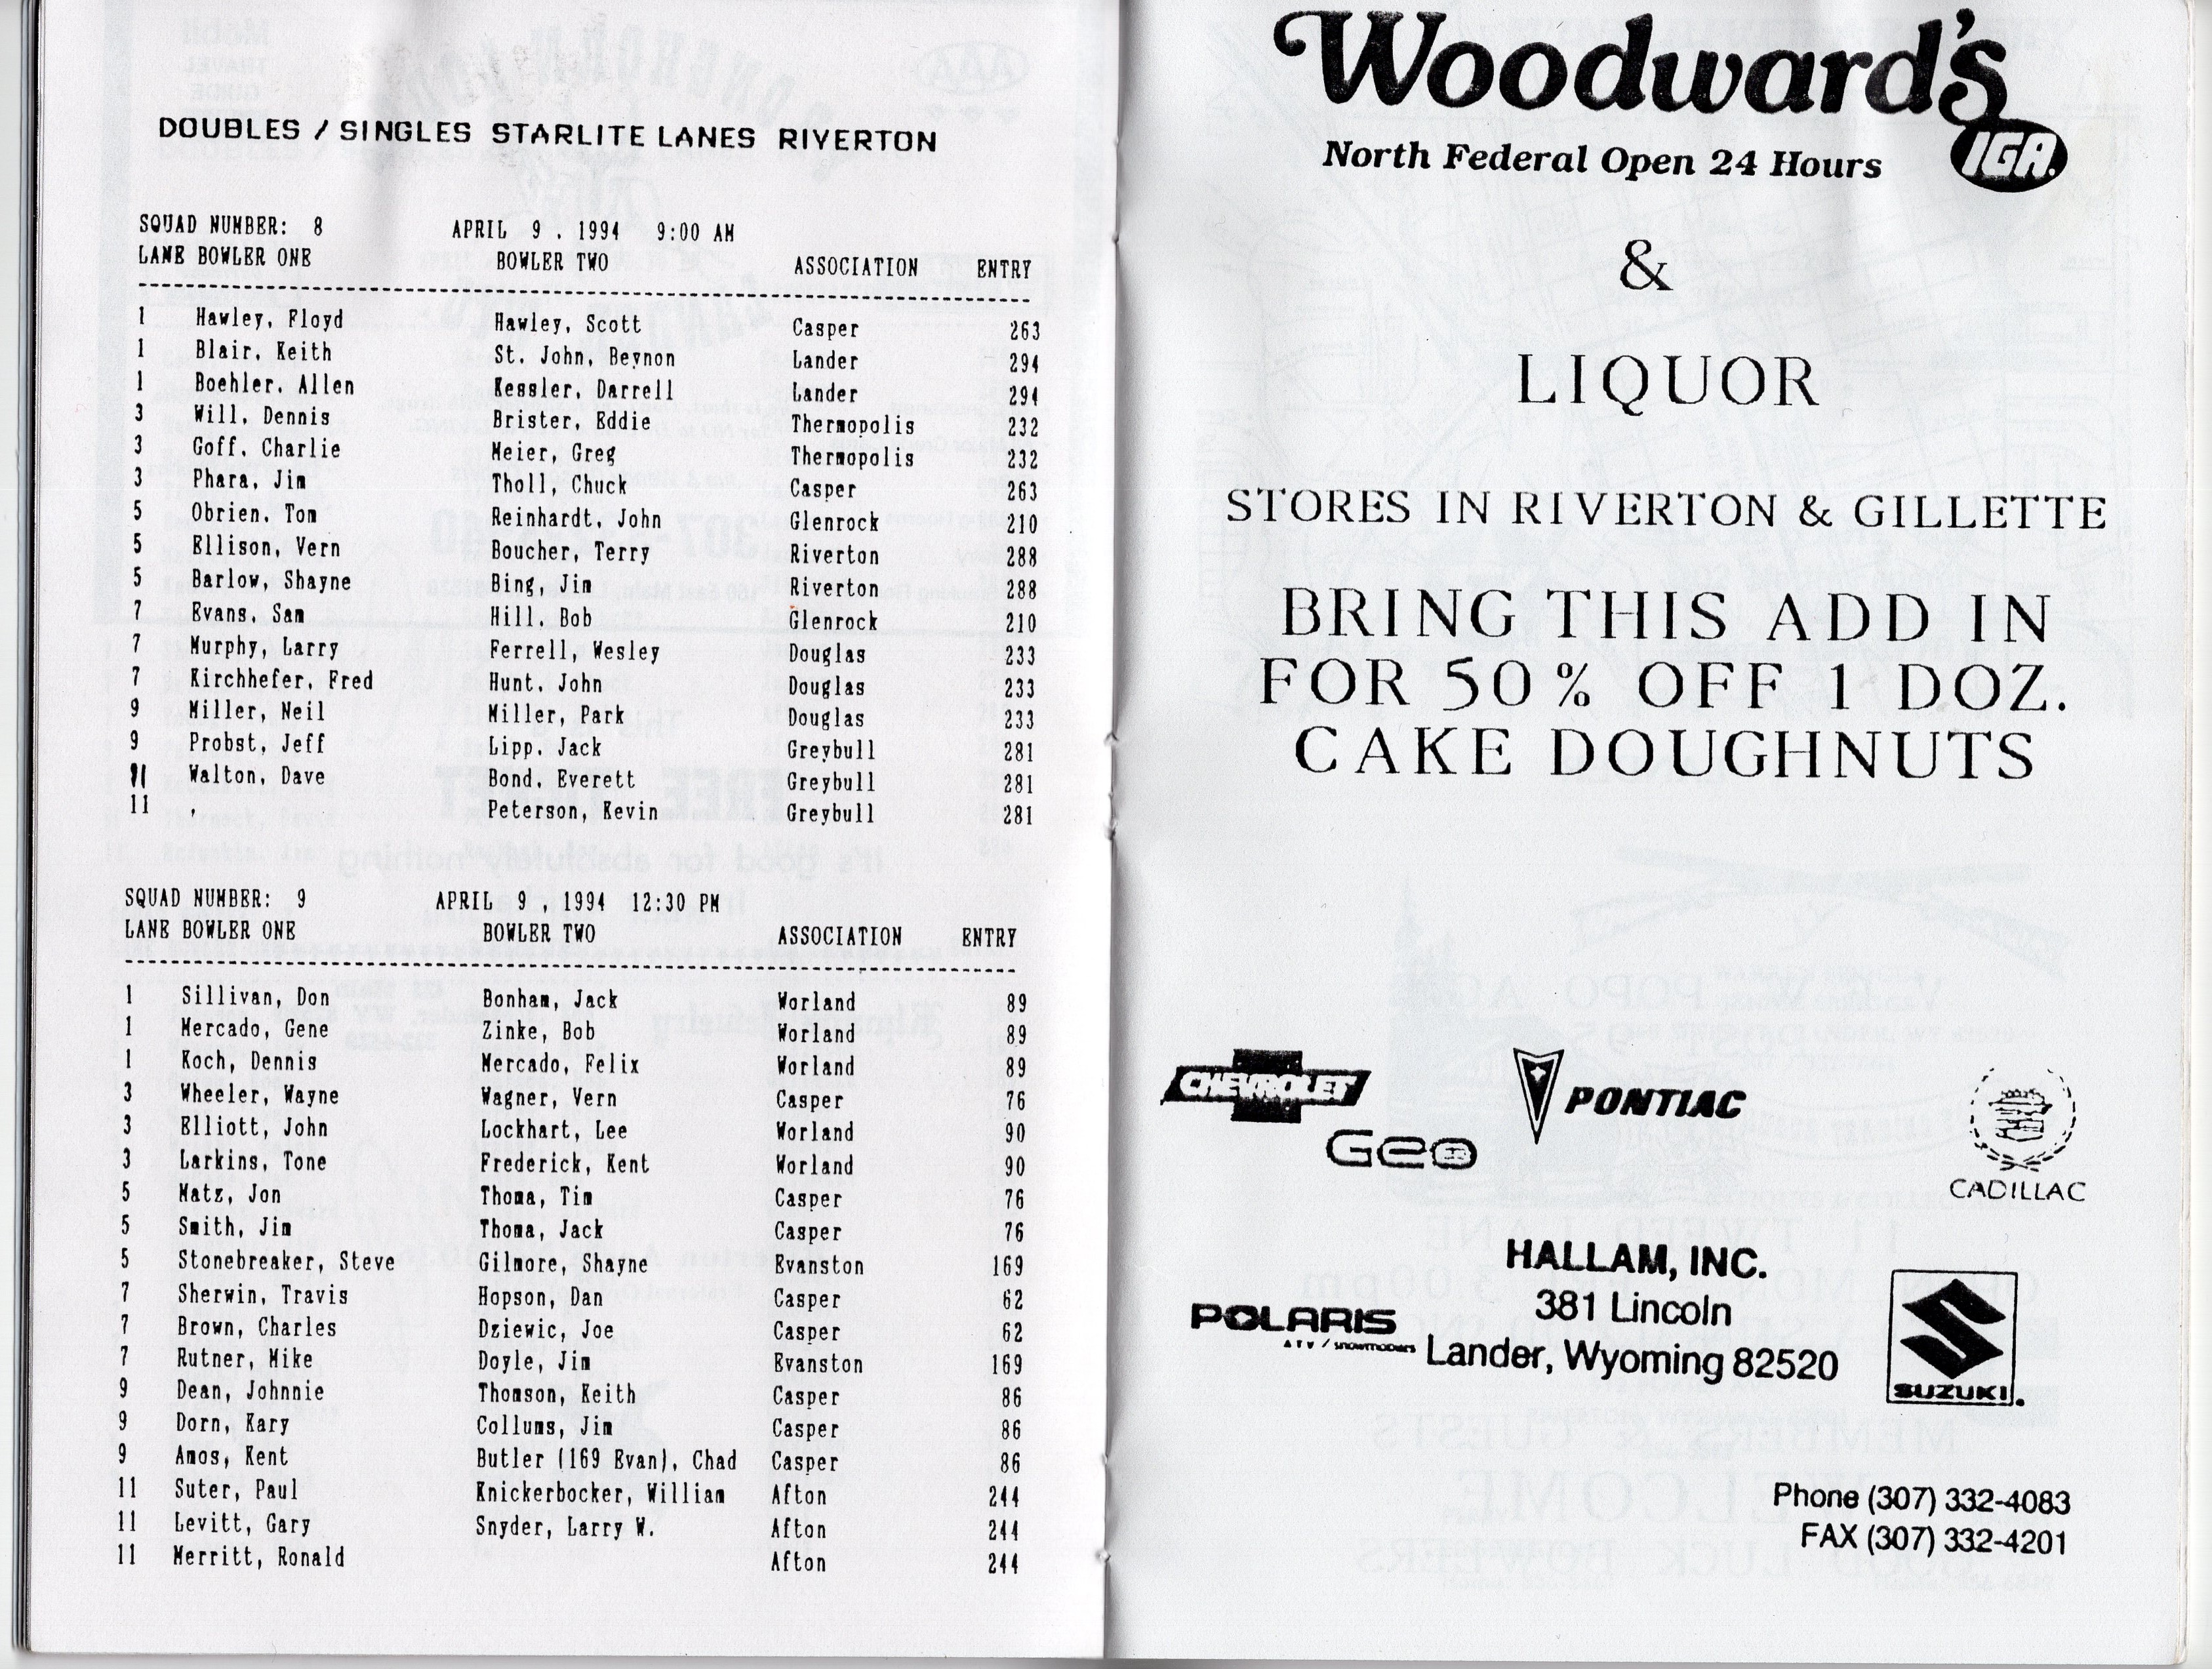 DOUBLES / SINGLES STARLITE LANES RIVERTON
SQUAD NUMBER: 8 APRIL 9 . 1994 9:00 AM
LANE BOWLER ONE BOWLER TWO ASSOCIATION ENTRY
1 Hawley, Floyd Hawley, Scott Casper 263
1 Blair, Keith St. John, Beynon Lander 294
1 Boehler, Allen Kessler, Darrell Lander 294
3 Will, Dennis Brister, Eddie Thermopolis 232
3 Goff, Charlie Meier, Greg Thermopolis 232
3 Phara, Jim Tholl, Chuck Casper 263
5 Obrien, Tom Reinhardt, John Glenrock 210
5 Ellison, Vern Boucher, Terry Riverton 288
5 Barlow, Shayne Bing, Jim Riverton 288
7 Evans, Sam Hill, Bob Glenrock 210
7 Murphy, Larry Ferrell, Wesley Douglas 233
7 Kirchhefer, Fred Hunt, John Douglas 233
9 Miller, Neil Miller, Park Douglas 233
9 Probst, Jeff Lipp, Jack Greybull 281
11 Walton, Dave Bond, Everett Greybull 281
11 , Peterson, Kevin Greybull 281
SQUAD NUMBER: 9 APRIL 9 , 1994 12:30 PM
LANE BOWLER ONE BOWLER TWO ASSOCIATION ENTRY
1 Sillivan, Don Bonham, Jack Worland 89
1 Mercado, Gene Zinke, Bob Worland 89
1 Koch, Dennis Mercado, Felix Worland 89
3 Wheeler, Wayne Wagner, Vern Casper 76
3 Elliott, John Lockhart, Lee Worland 90
3 Larkins, Tone Frederick, Kent Worland 90
5 Matz, Jon Thoma, Tim Casper 76
5 Smith, Jim Thoma, Jack Casper 76
5 Stonebreaker, Steve Gilmore, Shayne Evanston 169
7 Sherwin, Travis Hopson, Dan Casper 62
7 Brown, Charles Dziewic, Joe Casper 62
7 Rutner, Mike Doyle, Jim Evanston 169
9 Dean, Johnnie Thomson, Keith Casper 86
9 Dorn, Kary Collums, Jim Casper 86
9 Amos, Kent Butler (169 Evan), Chad Casper 86
11 Suter, Paul Knickerbocker, William Afton 244
11 Levitt, Gary Snyder, Larry W. Afton 244
11 Merritt, Ronald Afton 244
Woodward's
IGA.
North Federal Open 24 Hours
&
LIQUOR
STORES IN RIVERTON & GILLETTE
BRING THIS ADD IN
FOR 50% OFF 1 DOZ.
CAKE DOUGHNUTS
CHEVROLET
Geo
PONTIAC
CADILLAC
HALLAM, INC.
381 Lincoln
Lander, Wyoming 82520
POLARIS
ATV / snowmobiles
SUZUKI.
Phone (307) 332-4083
FAX (307) 332-4201